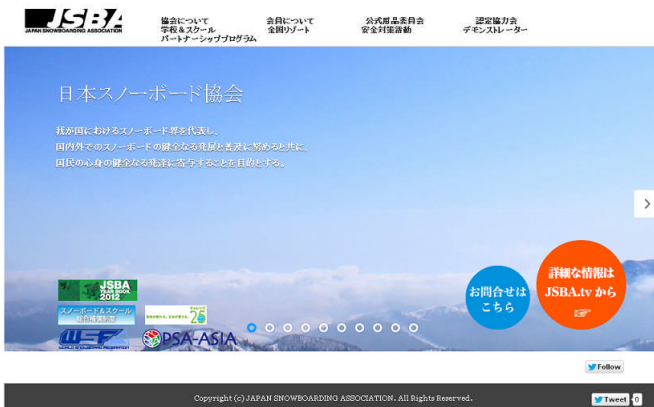 JSBA
JAPAN SNOWBOARDING ASSOCIATION
協会について
会員について
公式用品委員会
認定協力会
学校&スクール
全国リゾート
安全対策活動
デモンストレーター
パートナーシッププログラム
日本スノーボード協会
我が国におけるスノーボード界を代表し、
国内外でのスノーボードの健全なる発展と普及に努めると共に、
国民の心身の健全なる発達に寄与することを目的とする。
JSBA
YEAR BOOK
2012
スノーボード&スクール
総合補償制度
25
WSF
WORLD SNOWBOARD FEDERATION
PSA-ASIA
お問合せは
こちら
詳細な情報は
JSBA.tv から
Follow
Copyright (c) JAPAN SNOWBOARDING ASSOCIATION. All Rights Reserved.
Tweet
0